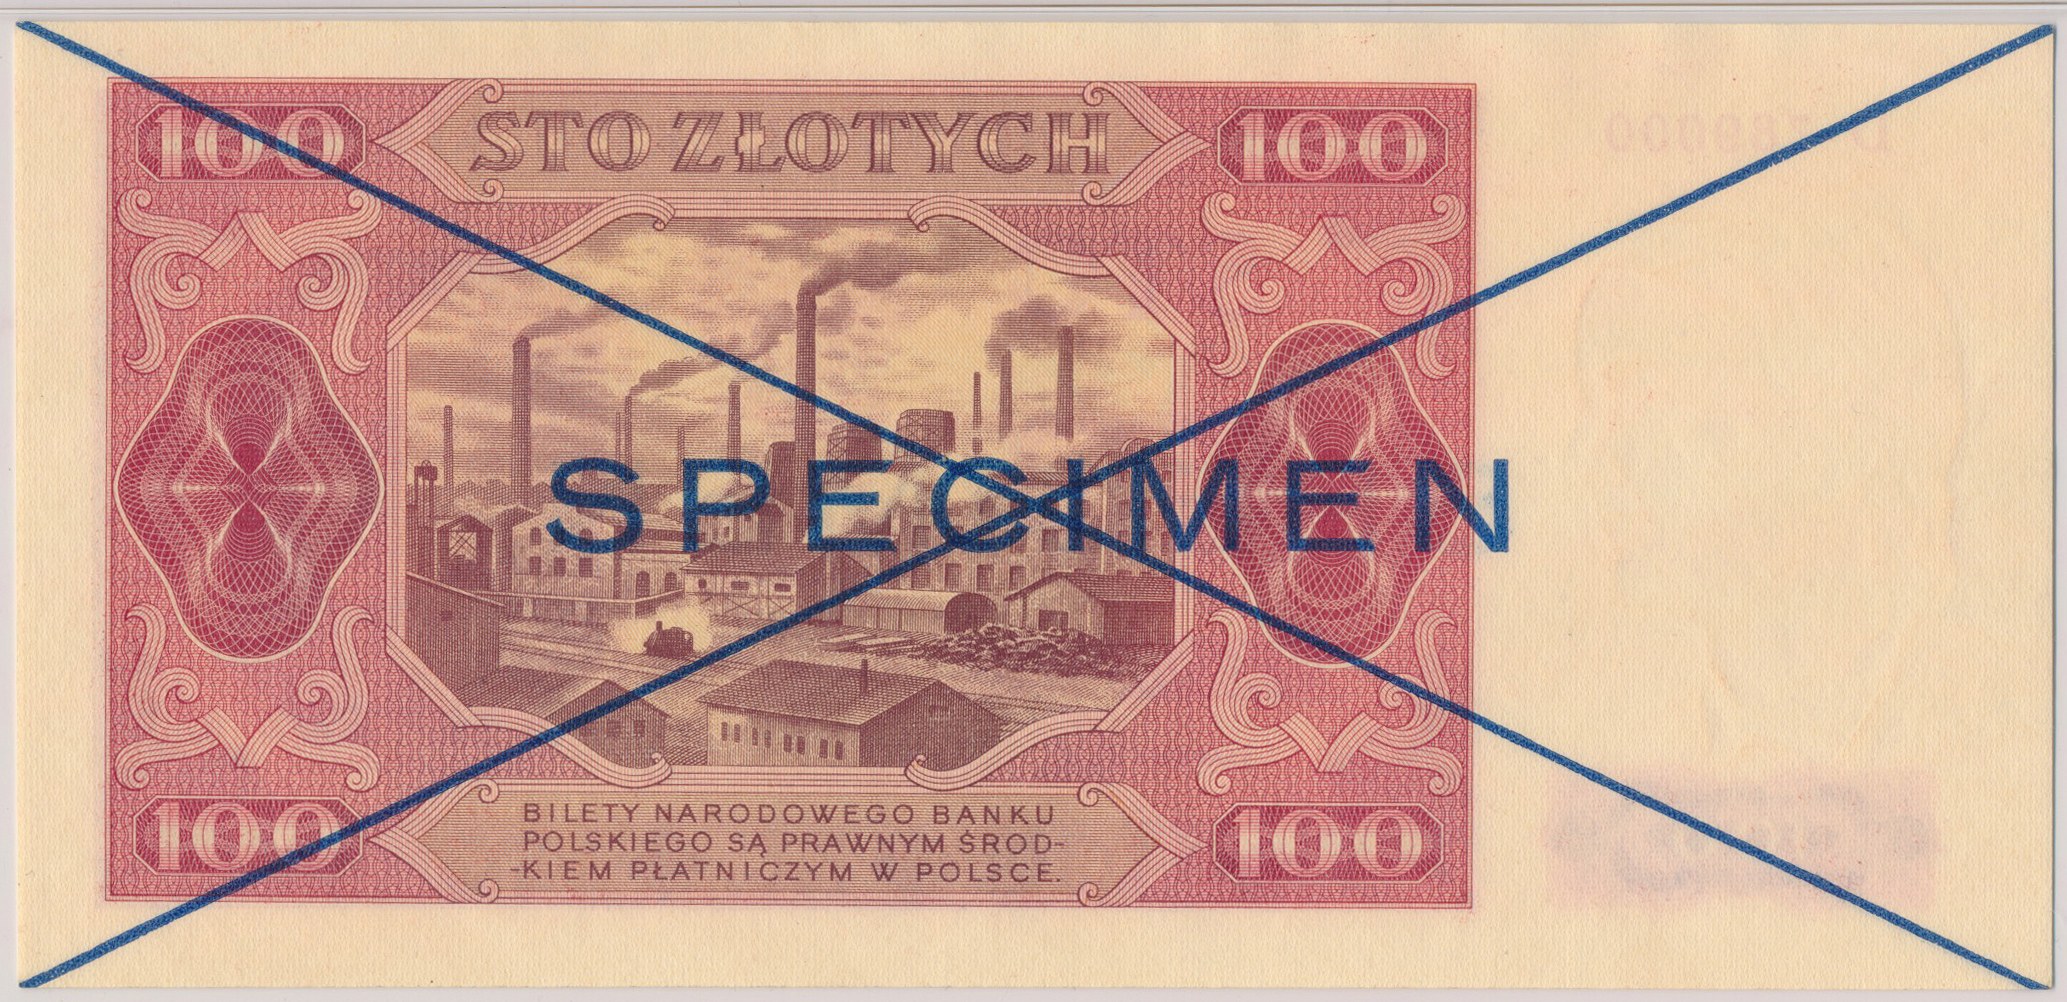 100
STO ZŁOTYCH
100
SPECIMEN
100
BILETY NARODOWEGO BANKU
POLSKIEGO SĄ PRAWNYM ŚROD-
-KIEM PŁATNICZYM W POLSCE.
100